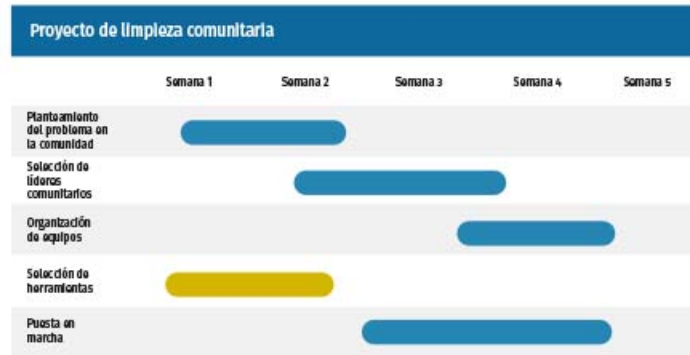 Proyecto de limpieza comunitaria
Semana 1 Semana 2 Semana 3 Semana 4 Semana 5
Planteamiento
del problema en
la comunidad
Selección de
líderes
comunitarios
Organización
de equipos
Selección de
herramientas
Puesta en
marcha